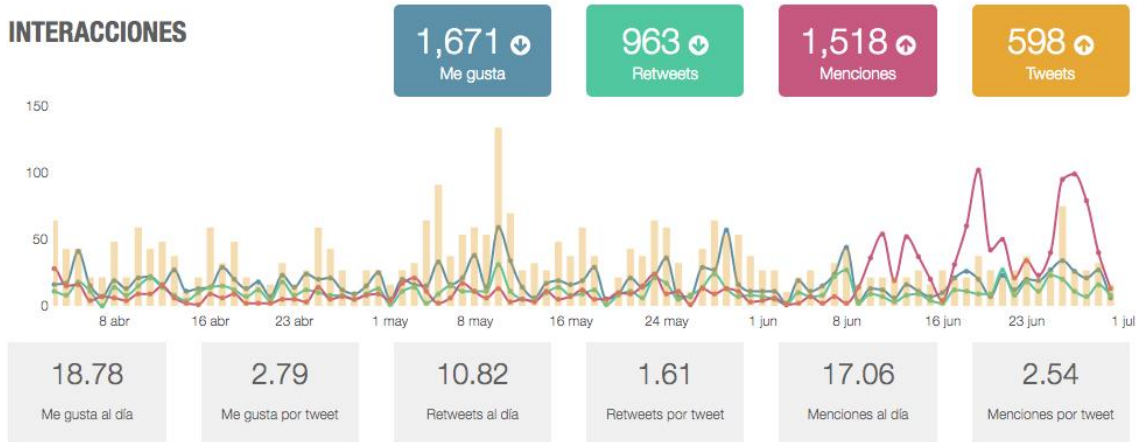 INTERACCIONES
1,671
Me gusta
963
Retweets
1,518
Menciones
598
Tweets
150
100
50
0
8 abr 16 abr 23 abr 1 may 8 may 16 may 24 may 1 jun 8 jun 16 jun 23 jun 1 jul
18.78
Me gusta al día
2.79
Me gusta por tweet
10.82
Retweets al día
1.61
Retweets por tweet
17.06
Menciones al día
2.54
Menciones por tweet